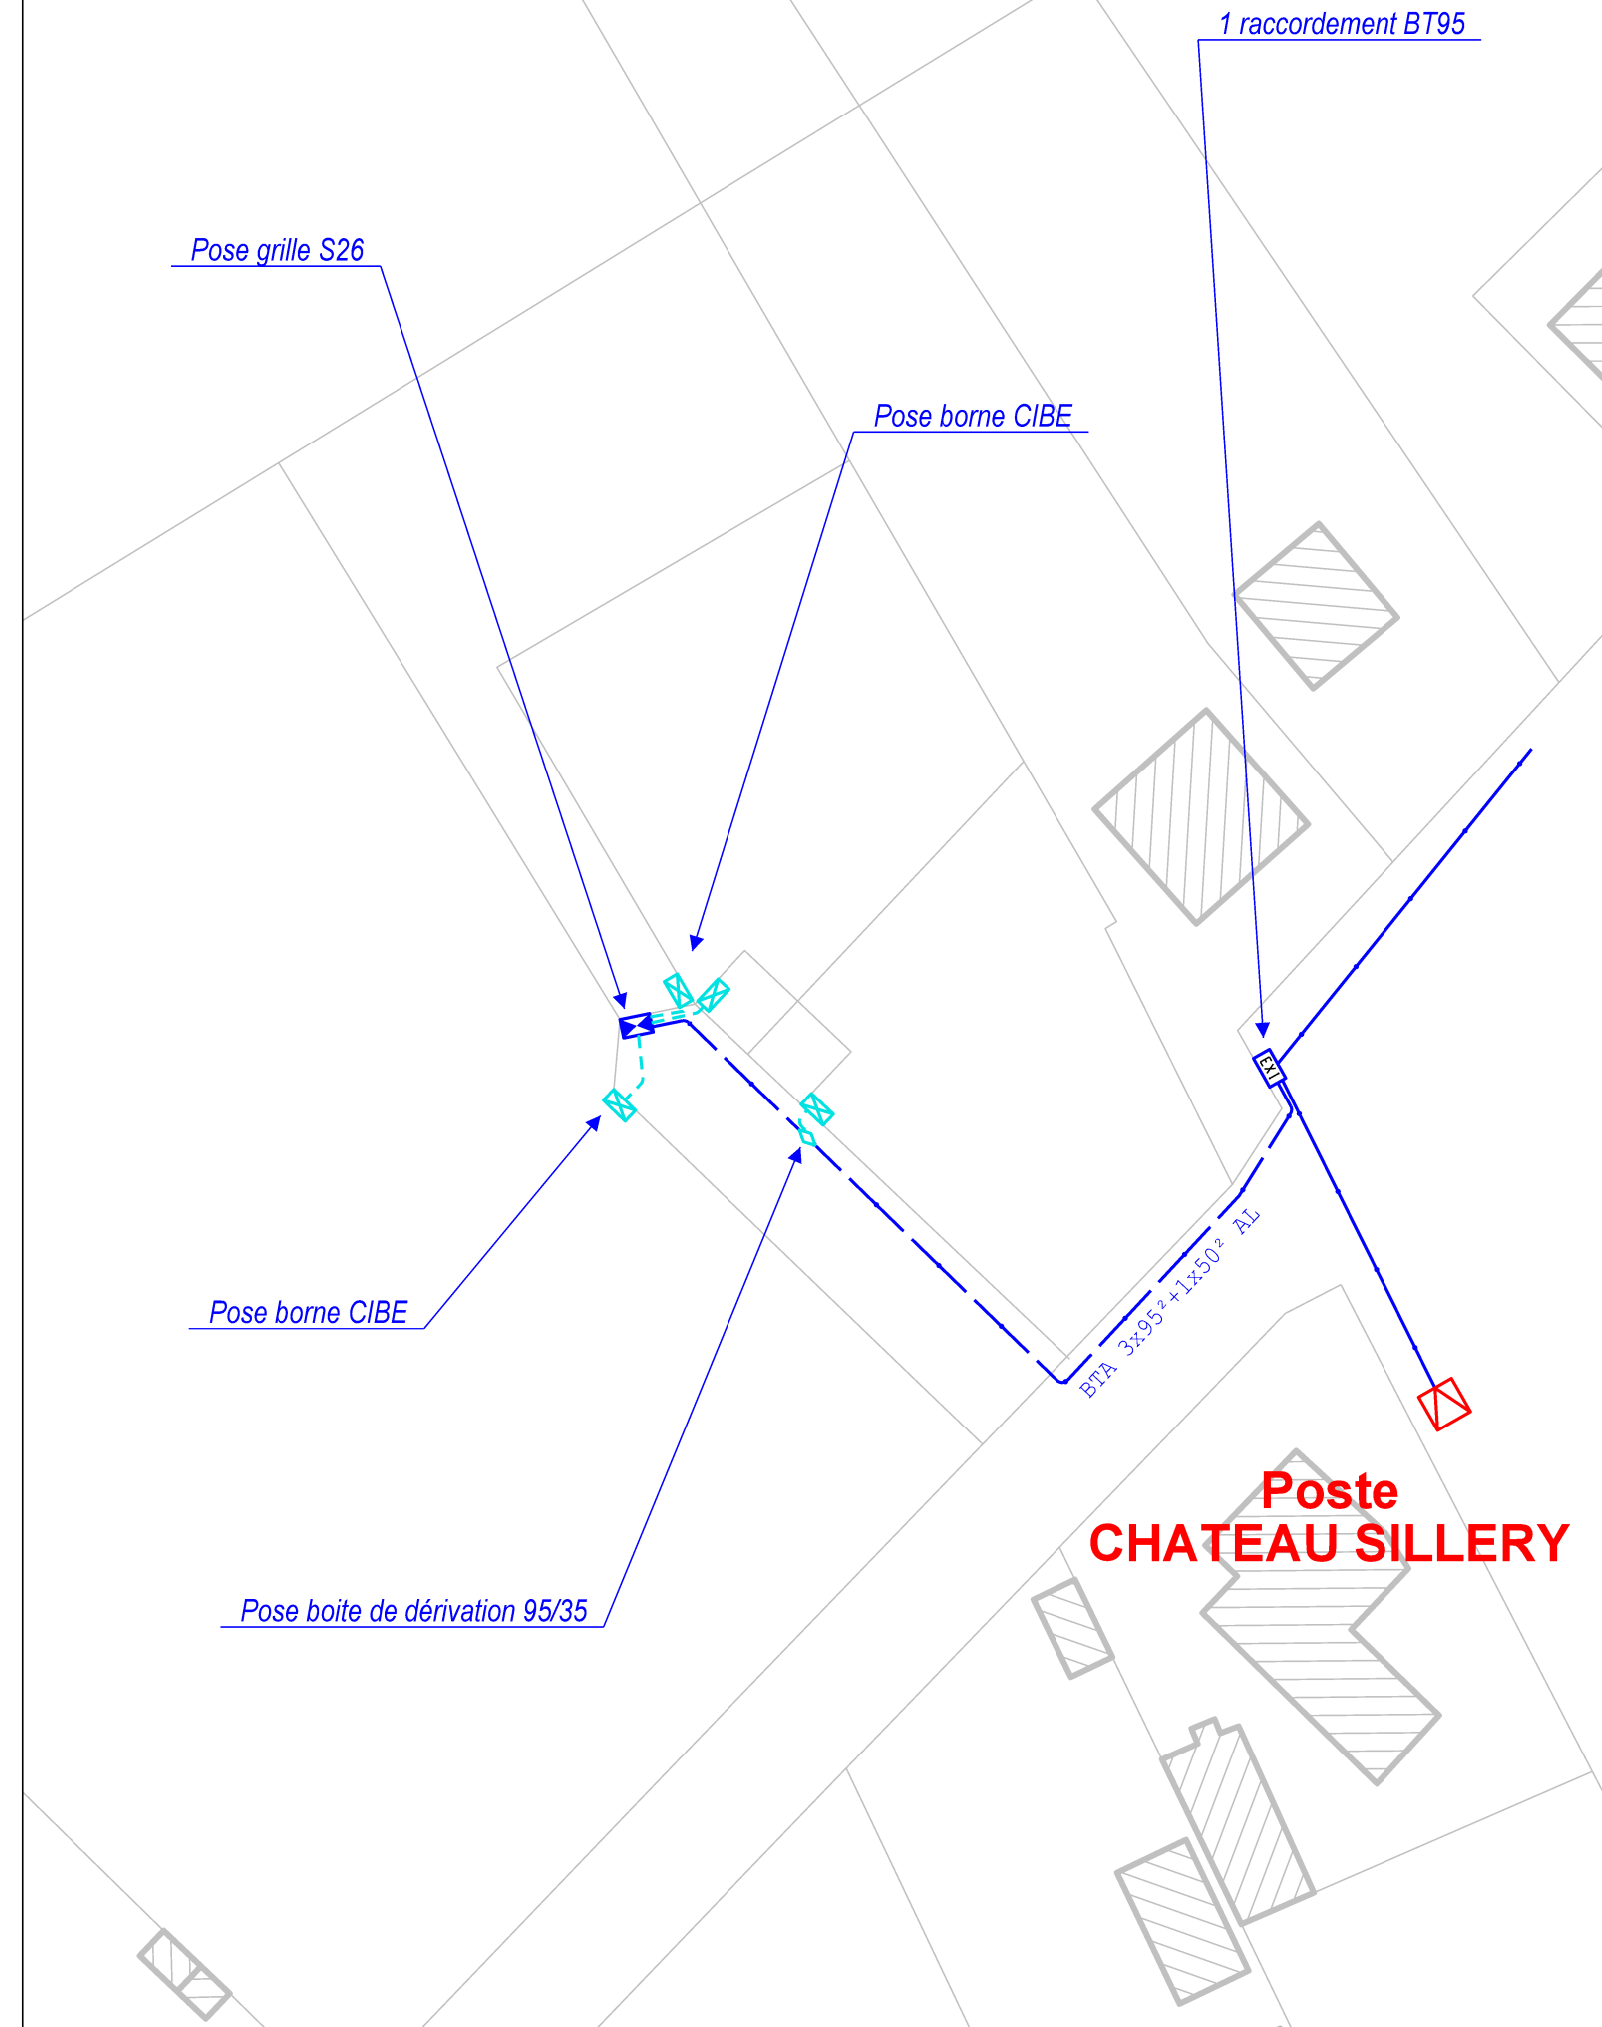 1 raccordement BT95
Pose grille S26
Pose borne CIBE
EXI
BTA 3x95²+1x50² AL
Pose borne CIBE
Poste
CHATEAU SILLERY
Pose boite de dérivation 95/35